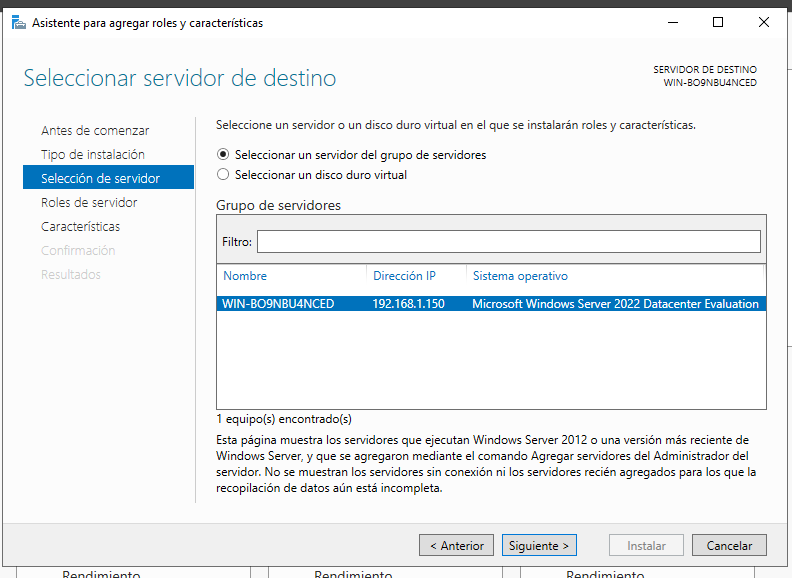 Asistente para agregar roles y características
Seleccionar servidor de destino
SERVIDOR DE DESTINO
WIN-BO9NBU4NCED
Antes de comenzar
Tipo de instalación
Selección de servidor
Roles de servidor
Características
Confirmación
Resultados
Seleccione un servidor o un disco duro virtual en el que se instalarán roles y características.
Seleccionar un servidor del grupo de servidores
Seleccionar un disco duro virtual
Grupo de servidores
Filtro:
Nombre Dirección IP Sistema operativo
WIN-BO9NBU4NCED 192.168.1.150 Microsoft Windows Server 2022 Datacenter Evaluation
1 equipo(s) encontrado(s)
Esta página muestra los servidores que ejecutan Windows Server 2012 o una versión más reciente de
Windows Server, y que se agregaron mediante el comando Agregar servidores del Administrador del
servidor. No se muestran los servidores sin conexión ni los servidores recién agregados para los que la
recopilación de datos aún está incompleta.
< Anterior Siguiente > Instalar Cancelar
Rendimiento Rendimiento Rendimiento